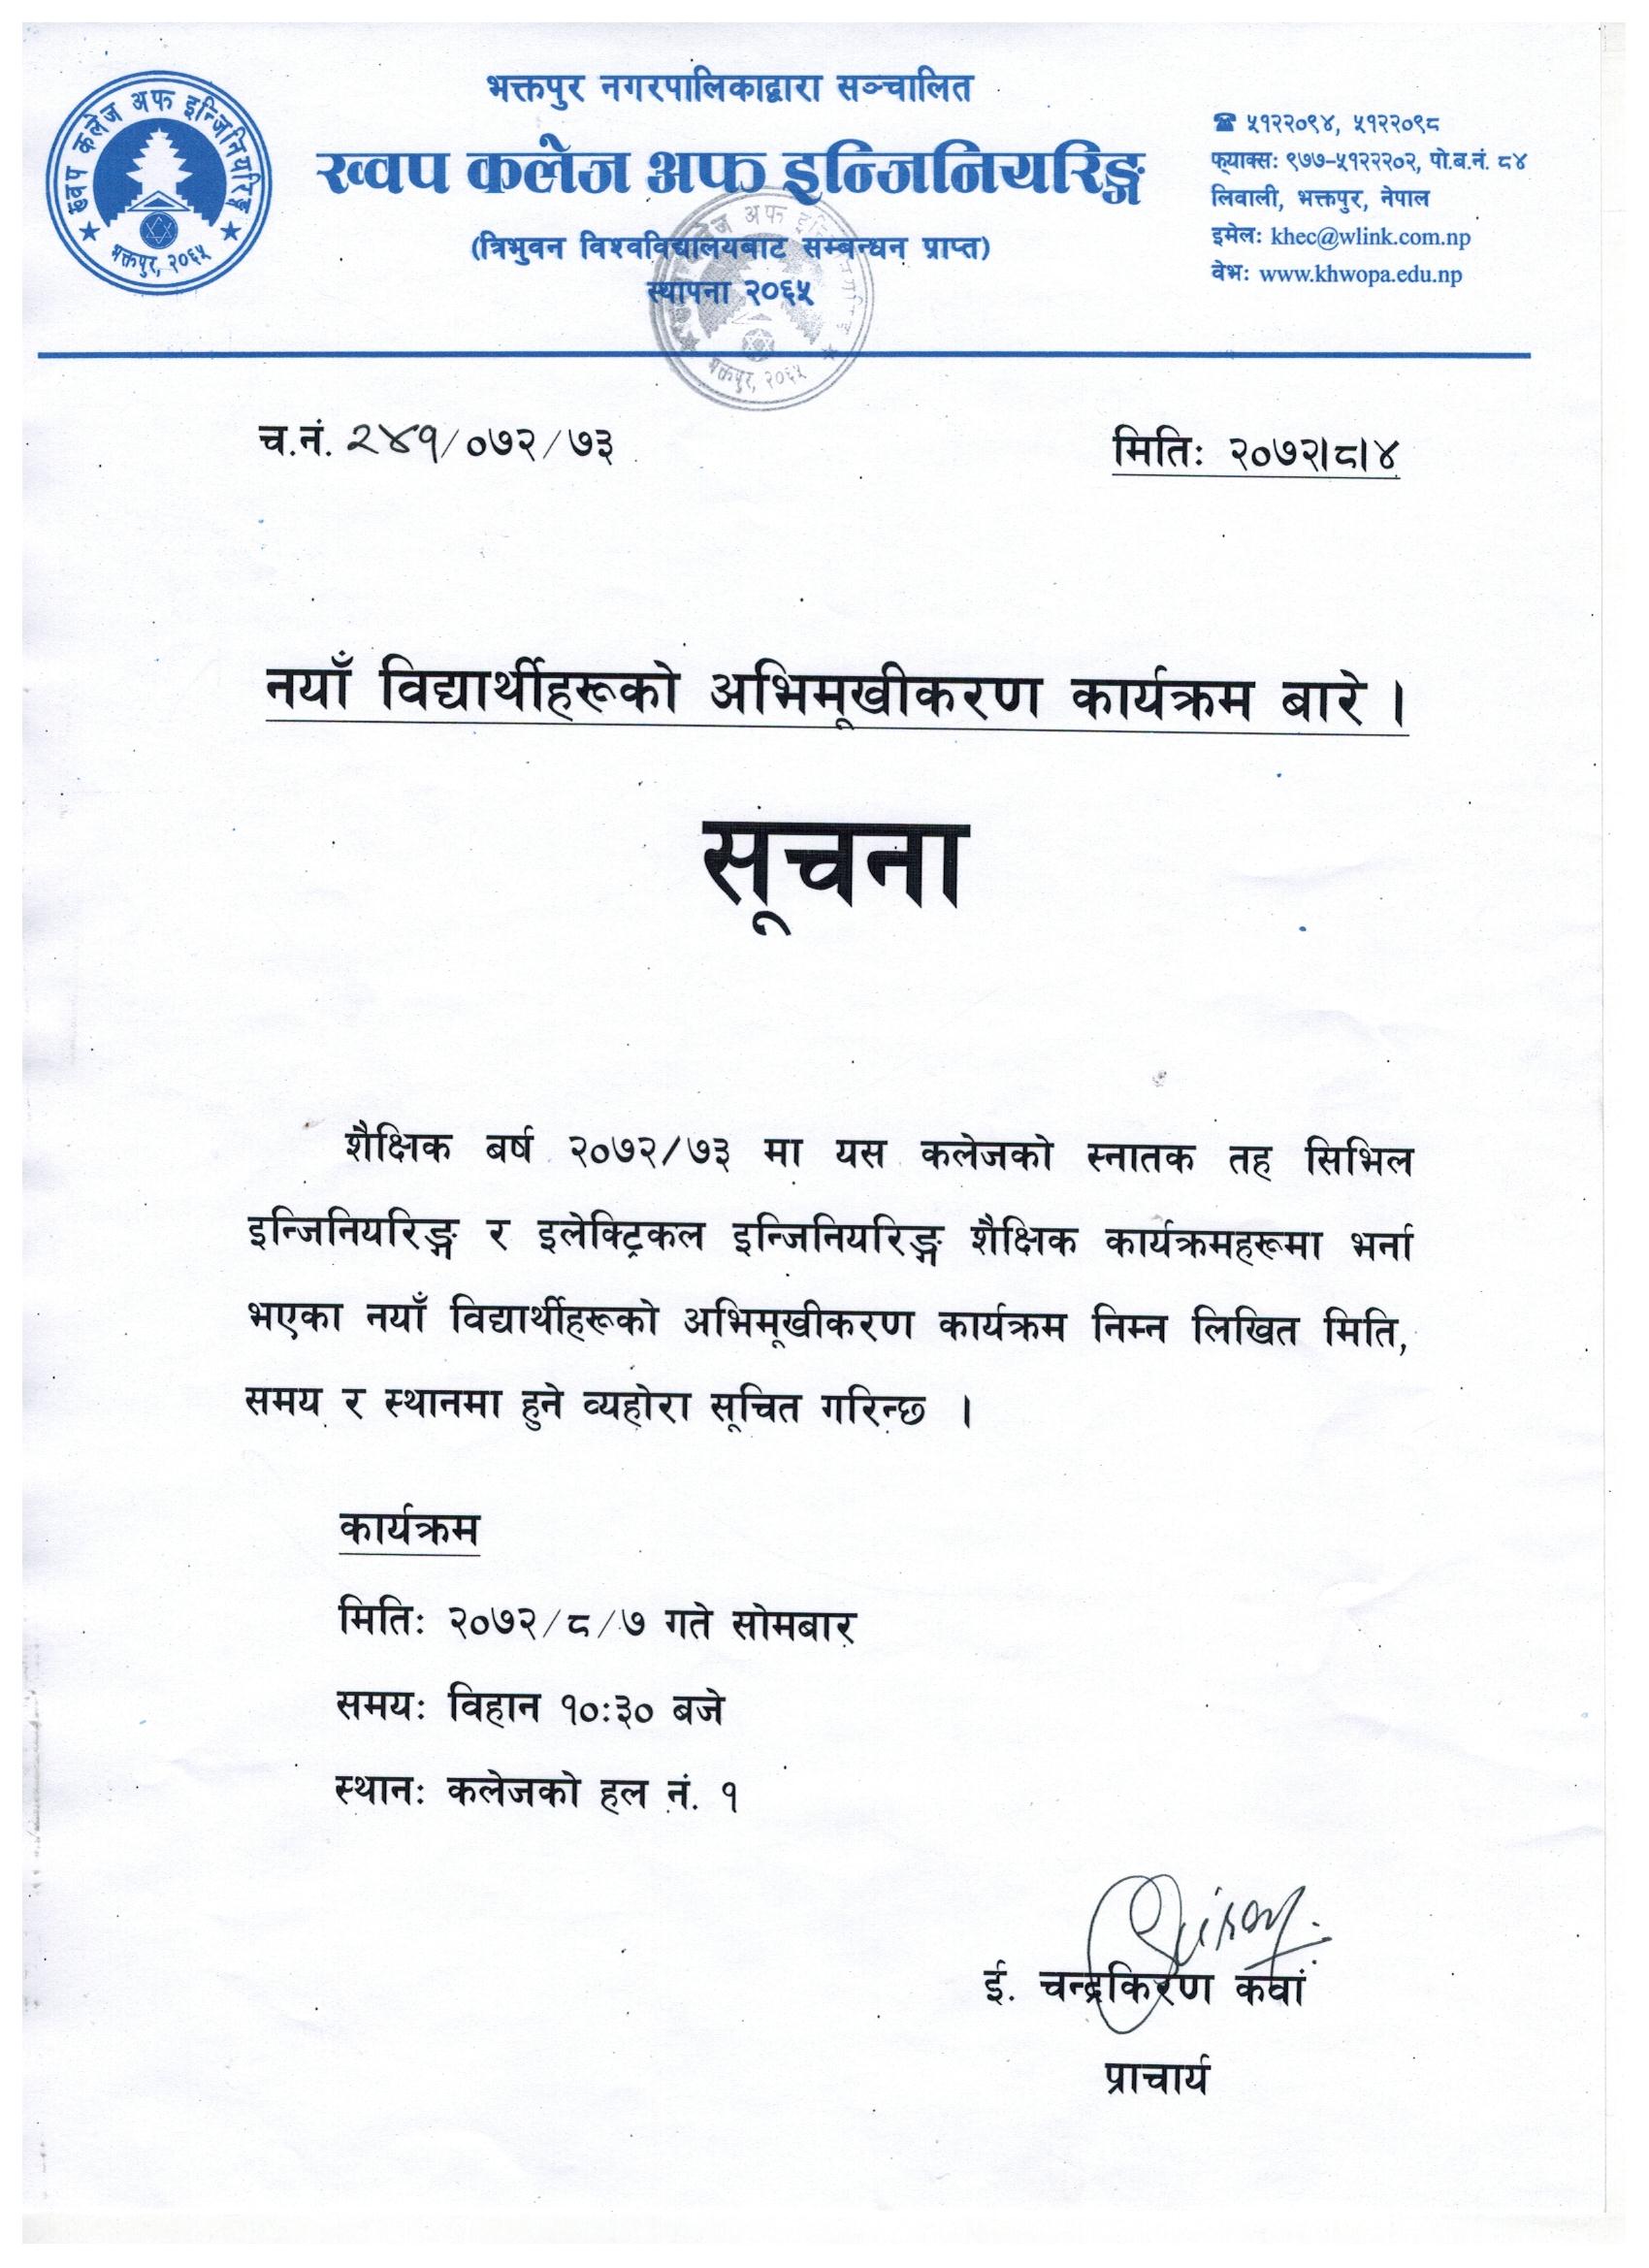 ख्वप कलेज अफ इन्जिनियरिङ्ग
भक्तपुर, २०६५
भक्तपुर नगरपालिकाद्वारा सञ्चालित
ख्वप कलेज अफ इन्जिनियरिङ्ग
(त्रिभुवन विश्वविद्यालयबाट सम्बन्धन प्राप्त)
स्थापना २०६५
☎ ५१२२०९४, ५१२२०९८
फ्याक्स: ९७७-५१२२२०२, पो.ब.नं. ८४
लिवाली, भक्तपुर, नेपाल
इमेल: khec@wlink.com.np
वेभ: www.khwopa.edu.np
भक्तपुर, २०६५
च.नं. २४१/०७२/७३
मिति: २०७२।८।४
नयाँ विद्यार्थीहरूको अभिमूखीकरण कार्यक्रम बारे ।
सूचना
शैक्षिक बर्ष २०७२/७३ मा यस कलेजको स्नातक तह सिभिल
इन्जिनियरिङ्ग र इलेक्ट्रिकल इन्जिनियरिङ्ग शैक्षिक कार्यक्रमहरूमा भर्ना
भएका नयाँ विद्यार्थीहरूको अभिमूखीकरण कार्यक्रम निम्न लिखित मिति,
समय र स्थानमा हुने व्यहोरा सूचित गरिन्छ ।
कार्यक्रम
मिति: २०७२/८/७ गते सोमबार
समय: विहान १०:३० बजे
स्थान: कलेजको हल नं. १
ई. चन्द्रकिरण कवां
प्राचार्य